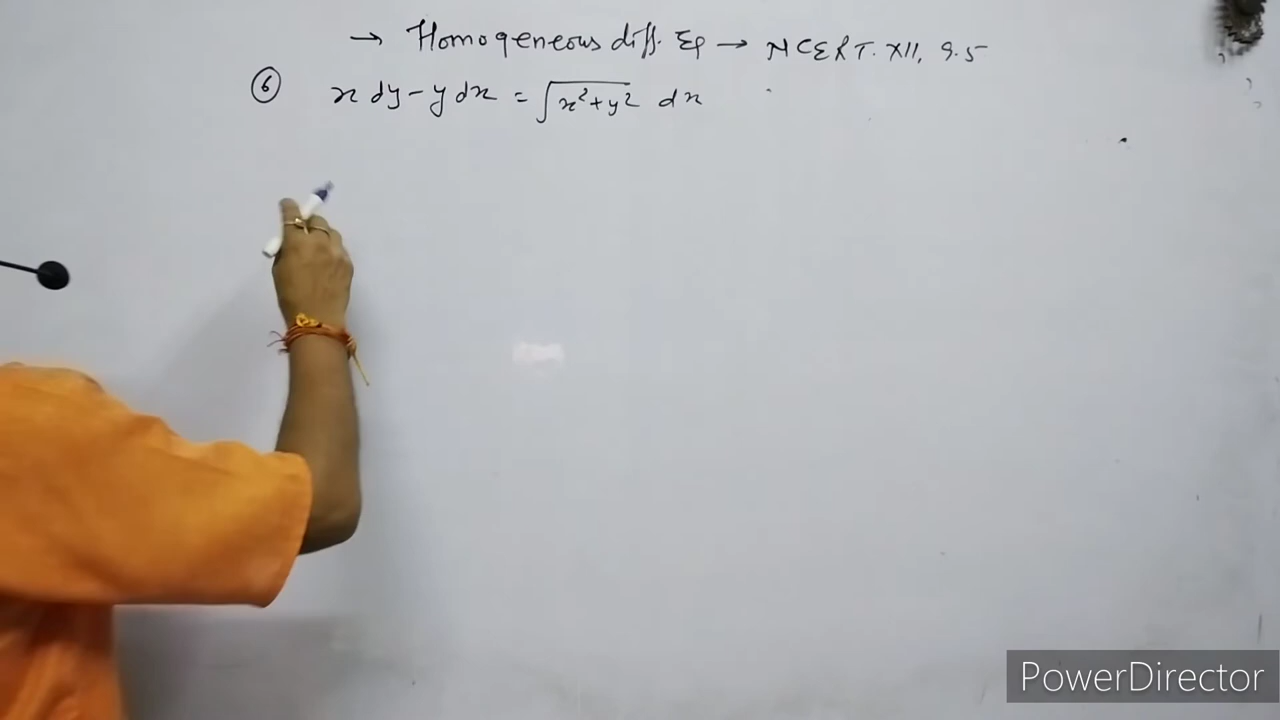 → Homogeneous diff. Eq → NCERT. XII, 9.5
⑥ x dy - y dx = √x²+y² dx
PowerDirector